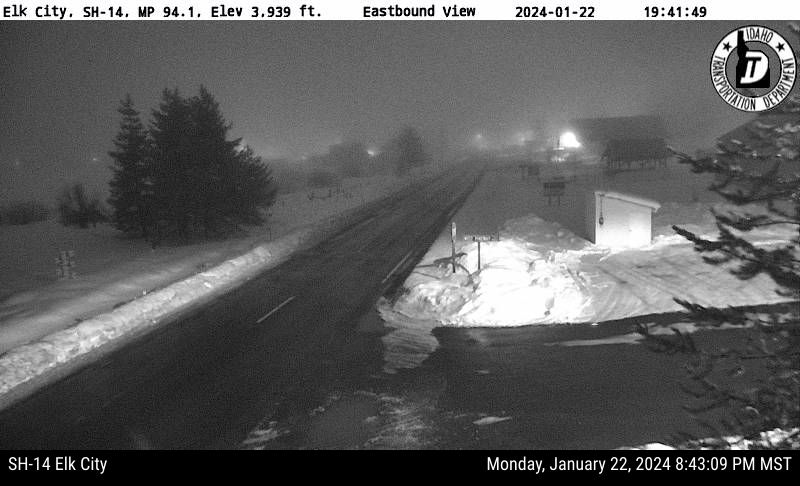 Elk City, SH-14, MP 94.1, Elev 3,939 ft. Eastbound View 2024-01-22 19:41:49
IDAHO
TRANSPORTATION DEPARTMENT
SH-14 Elk City Monday, January 22, 2024 8:43:09 PM MST